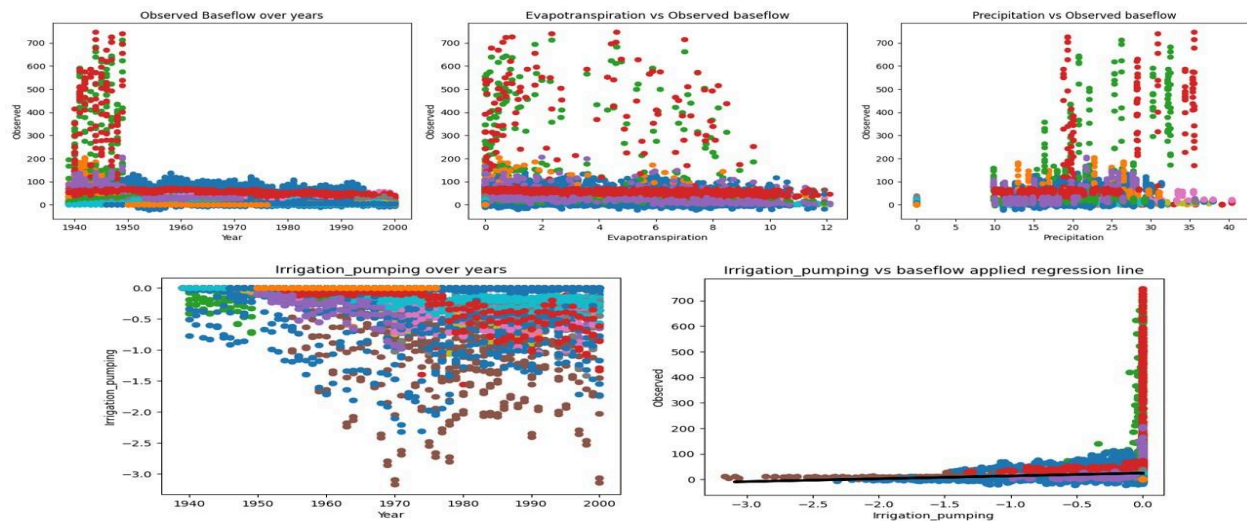 Observed Baseflow over years
Evapotranspiration vs Observed baseflow
Precipitation vs Observed baseflow
700
600
500
400
300
200
100
0
Observed
1940 1950 1960 1970 1980 1990 2000
Year
700
600
500
400
300
200
100
0
Observed
0 2 4 6 8 10 12
Evapotranspiration
700
600
500
400
300
200
100
0
Observed
0 5 10 15 20 25 30 35 40
Precipitation
Irrigation_pumping over years
Irrigation_pumping vs baseflow applied regression line
0.0
−0.5
−1.0
−1.5
−2.0
−2.5
−3.0
Irrigation_pumping
1940 1950 1960 1970 1980 1990 2000
Year
700
600
500
400
300
200
100
0
Observed
−3.0 −2.5 −2.0 −1.5 −1.0 −0.5 0.0
Irrigation_pumping